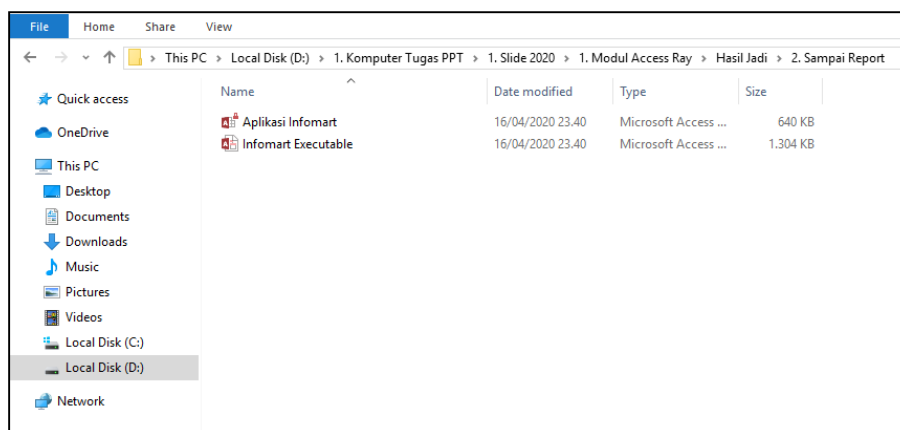 File Home Share View
This PC > Local Disk (D:) > 1. Komputer Tugas PPT > 1. Slide 2020 > 1. Modul Access Ray > Hasil Jadi > 2. Sampai Report
Name Date modified Type Size
Quick access
Aplikasi Infomart 16/04/2020 23.40 Microsoft Access ... 640 KB
OneDrive
Infomart Executable 16/04/2020 23.40 Microsoft Access ... 1.304 KB
This PC
Desktop
Documents
Downloads
Music
Pictures
Videos
Local Disk (C:)
Local Disk (D:)
Network